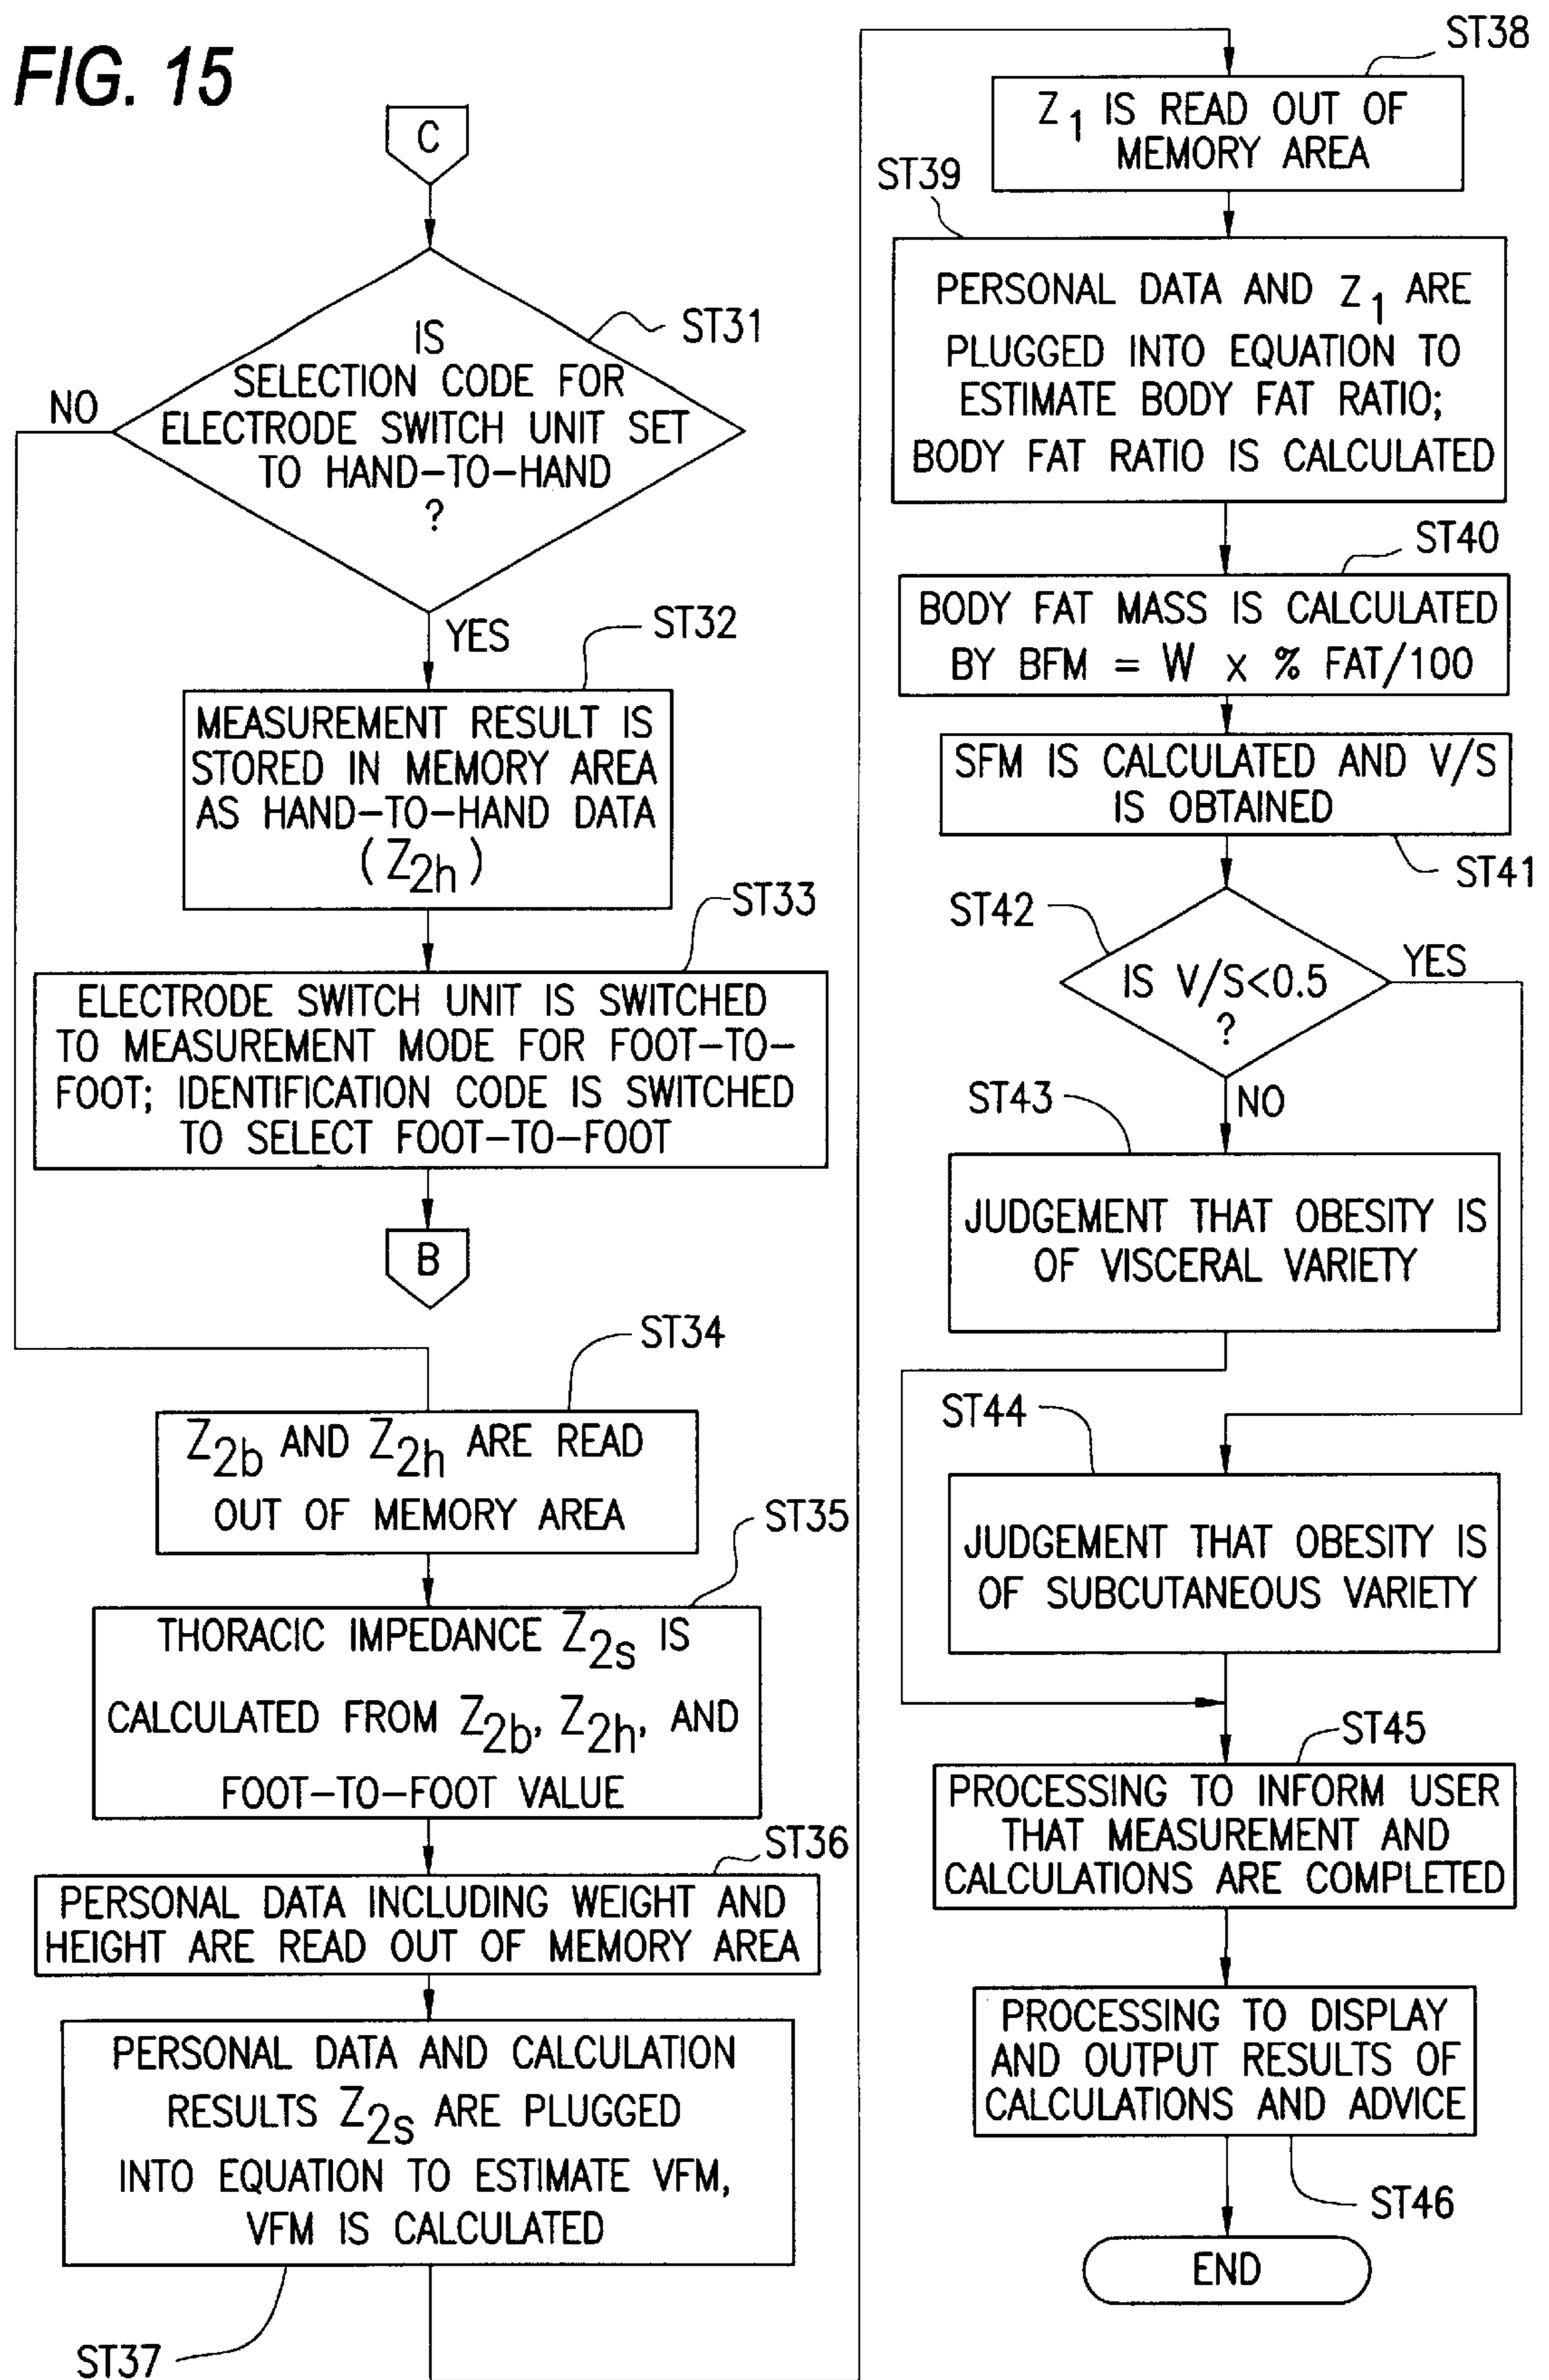 FIG. 15
C
IS
SELECTION CODE FOR
ELECTRODE SWITCH UNIT SET
TO HAND-TO-HAND
?
ST31
NO
YES
ST32
MEASUREMENT RESULT IS
STORED IN MEMORY AREA
AS HAND-TO-HAND DATA
(Z2h)
ST33
ELECTRODE SWITCH UNIT IS SWITCHED
TO MEASUREMENT MODE FOR FOOT-TO-
FOOT; IDENTIFICATION CODE IS SWITCHED
TO SELECT FOOT-TO-FOOT
B
ST34
Z2b AND Z2h ARE READ
OUT OF MEMORY AREA
ST35
THORACIC IMPEDANCE Z2s IS
CALCULATED FROM Z2b, Z2h, AND
FOOT-TO-FOOT VALUE
ST36
PERSONAL DATA INCLUDING WEIGHT AND
HEIGHT ARE READ OUT OF MEMORY AREA
PERSONAL DATA AND CALCULATION
RESULTS Z2s ARE PLUGGED
INTO EQUATION TO ESTIMATE VFM,
VFM IS CALCULATED
ST37
ST38
Z1 IS READ OUT OF
MEMORY AREA
ST39
PERSONAL DATA AND Z1 ARE
PLUGGED INTO EQUATION TO
ESTIMATE BODY FAT RATIO;
BODY FAT RATIO IS CALCULATED
ST40
BODY FAT MASS IS CALCULATED
BY BFM = W x % FAT/100
SFM IS CALCULATED AND V/S
IS OBTAINED
ST41
ST42
IS V/S<0.5
?
YES
NO
ST43
JUDGEMENT THAT OBESITY IS
OF VISCERAL VARIETY
ST44
JUDGEMENT THAT OBESITY IS
OF SUBCUTANEOUS VARIETY
ST45
PROCESSING TO INFORM USER
THAT MEASUREMENT AND
CALCULATIONS ARE COMPLETED
PROCESSING TO DISPLAY
AND OUTPUT RESULTS OF
CALCULATIONS AND ADVICE
ST46
END